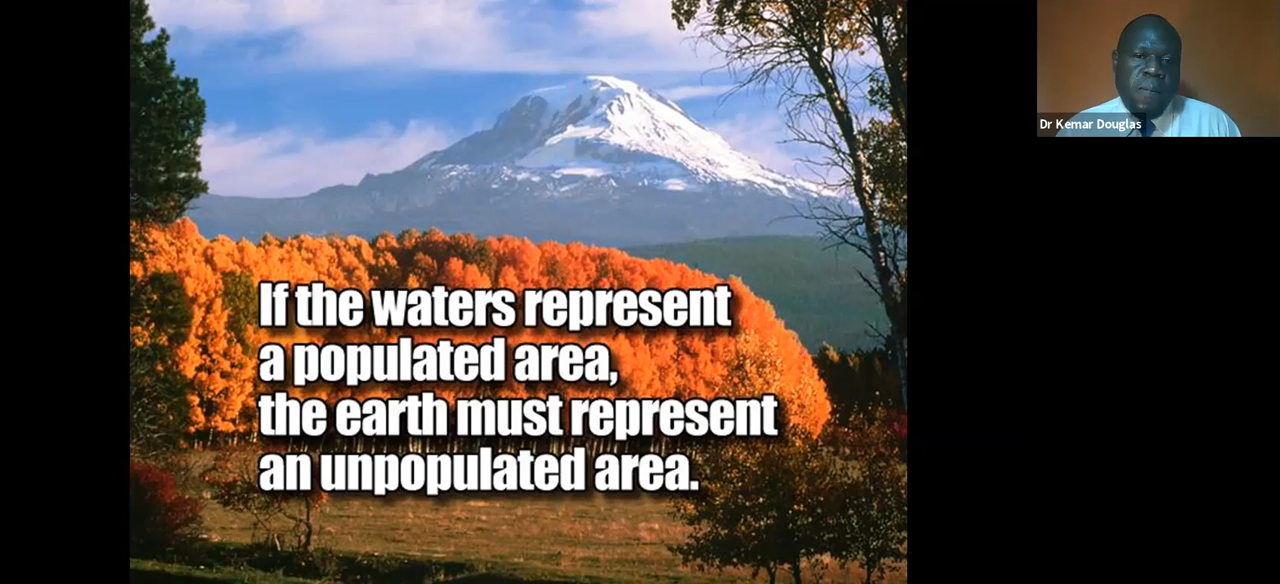 If the waters represent
a populated area,
the earth must represent
an unpopulated area.
Dr Kemar Douglas